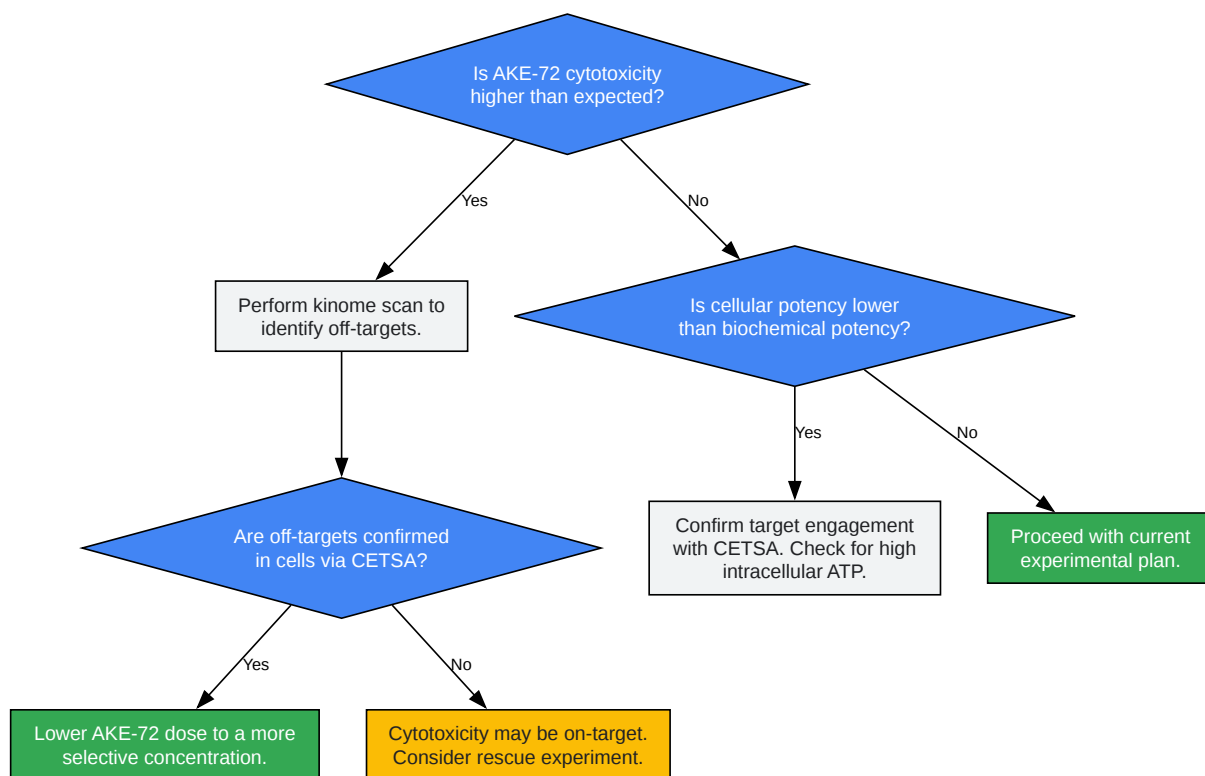 Is AKE-72 cytotoxicity
higher than expected?
Yes
No
Perform kinome scan to
identify off-targets.
Is cellular potency lower
than biochemical potency?
Yes
No
Are off-targets confirmed
in cells via CETSA?
Confirm target engagement
with CETSA. Check for high
intracellular ATP.
Proceed with current
experimental plan.
Yes
No
Lower AKE-72 dose to a more
selective concentration.
Cytotoxicity may be on-target.
Consider rescue experiment.